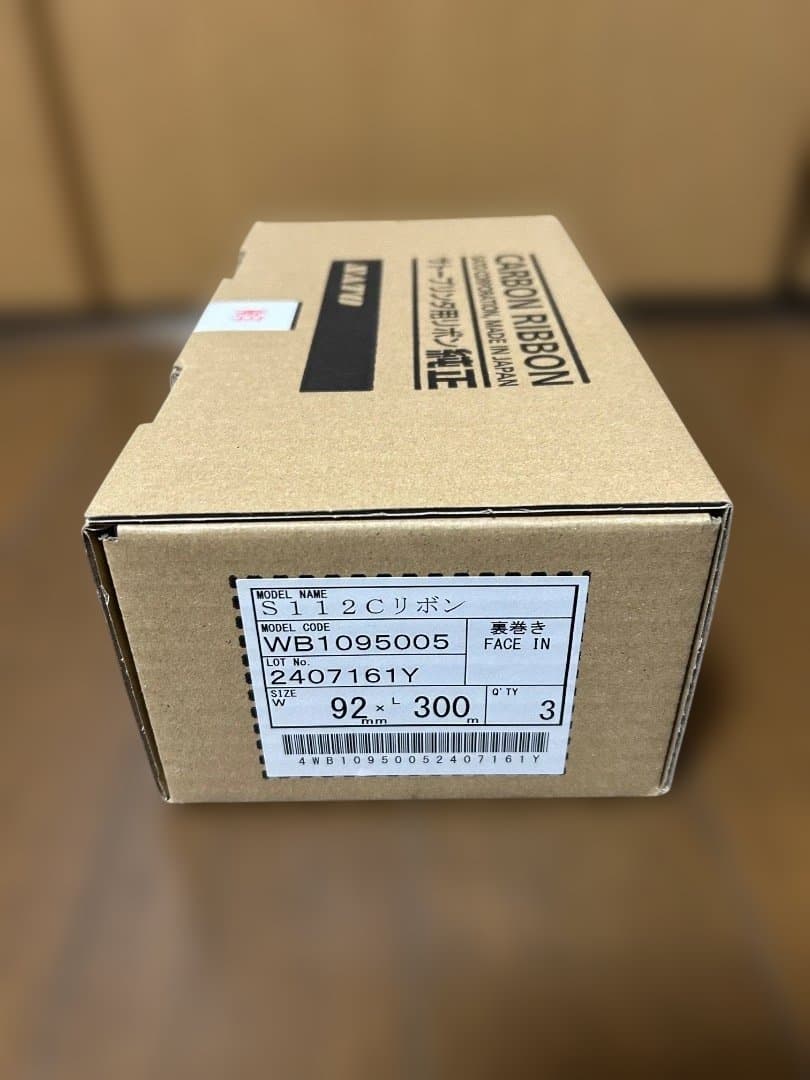 CARBON RIBBON
SATO CORPORATION. MADE IN JAPAN
サトープリンタ用リボン 純正
SATO
MODEL NAME
S112Cリボン
MODEL CODE
WB1095005
裏巻き
FACE IN
LOT No.
2407161Y
SIZE
W 92mm × L 300m
Q'TY
3
4WB10950052407161Y